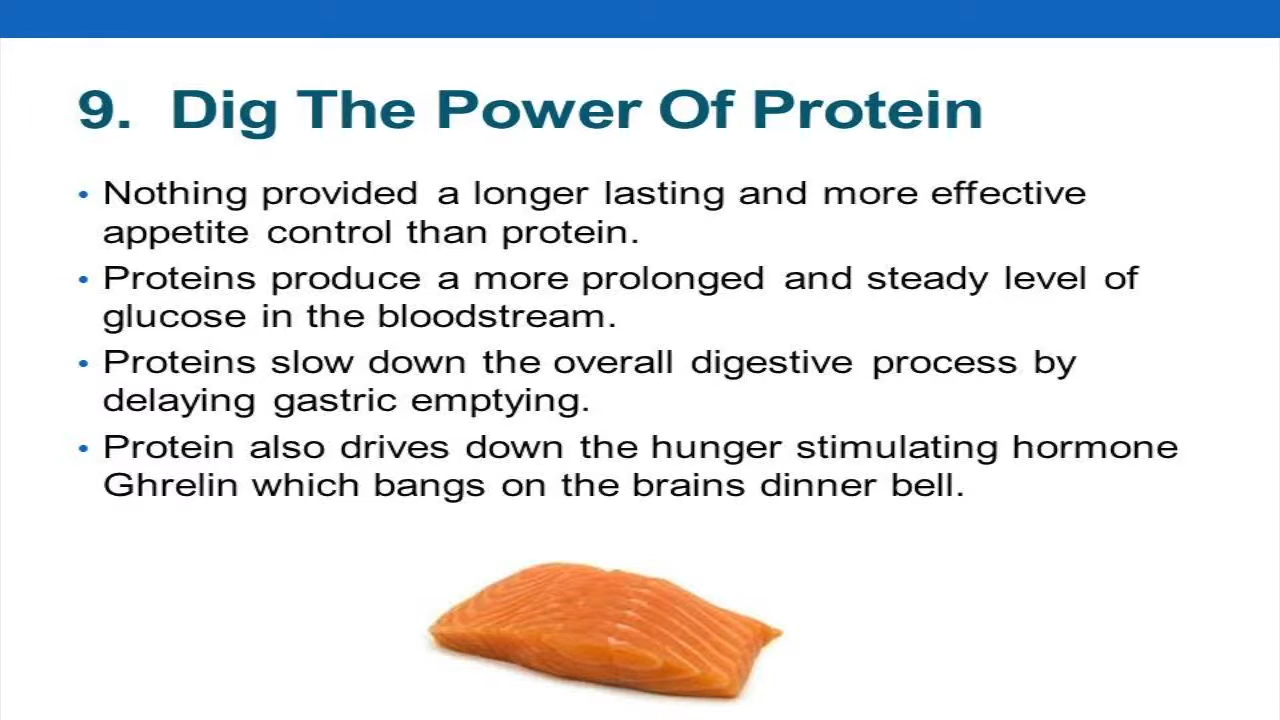 9. Dig The Power Of Protein
• Nothing provided a longer lasting and more effective
appetite control than protein.
• Proteins produce a more prolonged and steady level of
glucose in the bloodstream.
• Proteins slow down the overall digestive process by
delaying gastric emptying.
• Protein also drives down the hunger stimulating hormone
Ghrelin which bangs on the brains dinner bell.